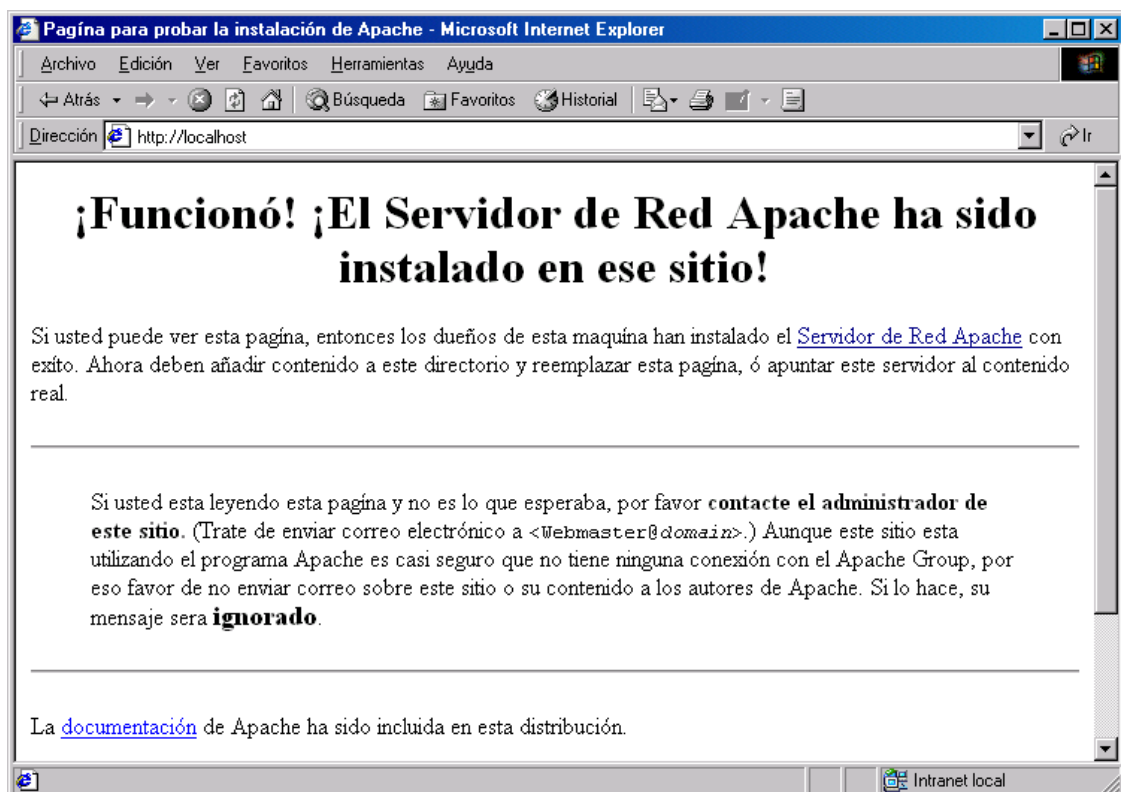 Pagína para probar la instalación de Apache - Microsoft Internet Explorer
Archivo Edición Ver Favoritos Herramientas Ayuda
Atrás Búsqueda Favoritos Historial
Dirección http://localhost Ir
¡Funcionó! ¡El Servidor de Red Apache ha sido
instalado en ese sitio!
Si usted puede ver esta pagína, entonces los dueños de esta maquína han instalado el Servidor de Red Apache con
exíto. Ahora deben añadir contenido a este directorio y reemplazar esta pagína, ó apuntar este servidor al contenido
real.
Si usted esta leyendo esta pagína y no es lo que esperaba, por favor contacte el administrador de
este sitio. (Trate de enviar correo electrónico a <Webmaster@domain>.) Aunque este sitio esta
utilizando el programa Apache es casi seguro que no tiene ninguna conexión con el Apache Group, por
eso favor de no enviar correo sobre este sitio o su contenido a los autores de Apache. Si lo hace, su
mensaje sera ignorado.
La documentación de Apache ha sido incluida en esta distribución.
Intranet local